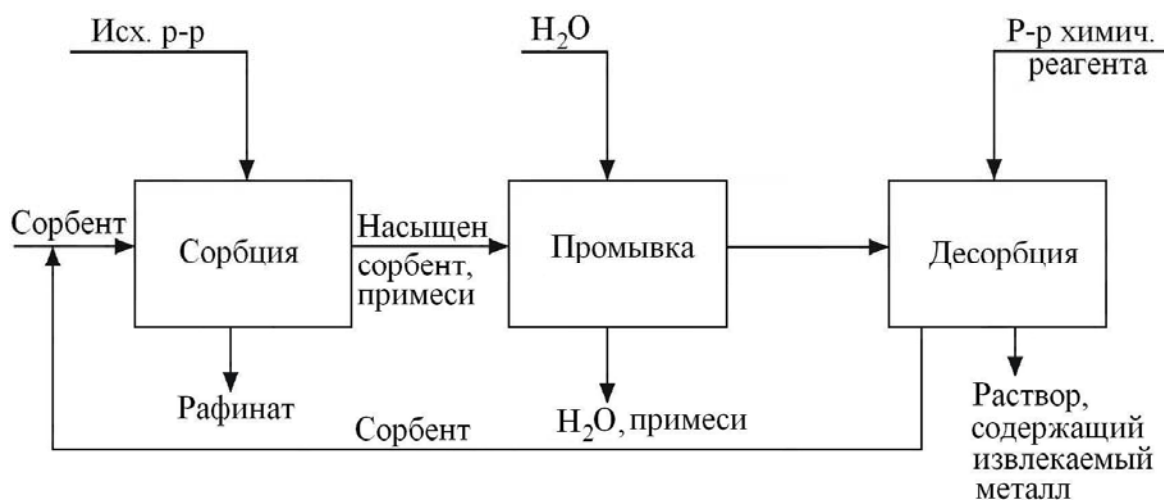 Исх. р-р
H₂O
Р-р химич.
реагента
Сорбент
Сорбция
Насыщен
сорбент,
примеси
Промывка
Десорбция
Рафинат
H₂O, примеси
Раствор,
содержащий
извлекаемый
металл
Сорбент